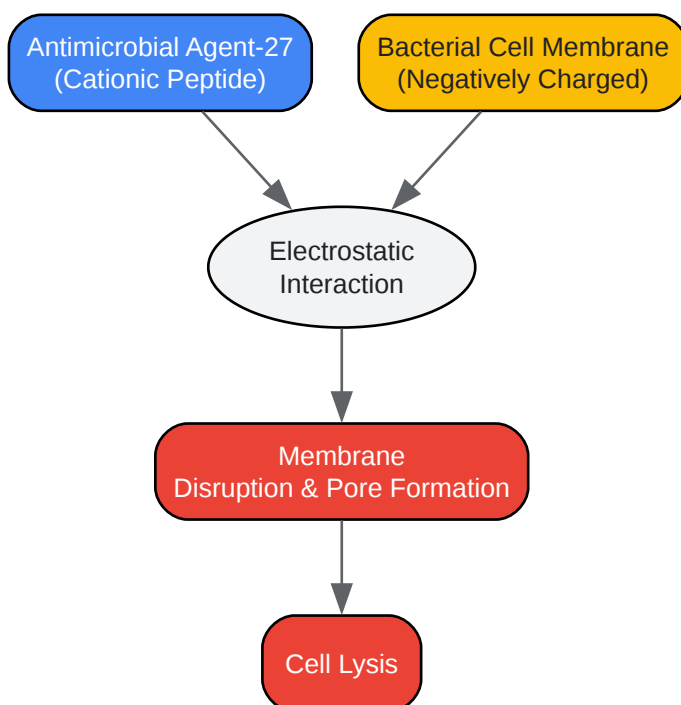 Antimicrobial Agent-27
(Cationic Peptide)
Bacterial Cell Membrane
(Negatively Charged)
Electrostatic
Interaction
Membrane
Disruption & Pore Formation
Cell Lysis